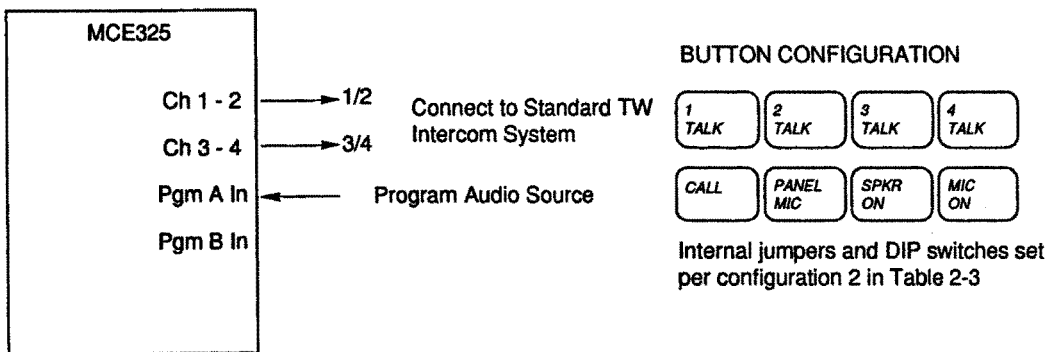 MCE325
Ch 1 - 2
1/2
Ch 3 - 4
3/4
Connect to Standard TW
Intercom System
Pgm A In
Program Audio Source
Pgm B In
BUTTON CONFIGURATION
1
TALK
2
TALK
3
TALK
4
TALK
CALL
PANEL
MIC
SPKR
ON
MIC
ON
Internal jumpers and DIP switches set
per configuration 2 in Table 2-3